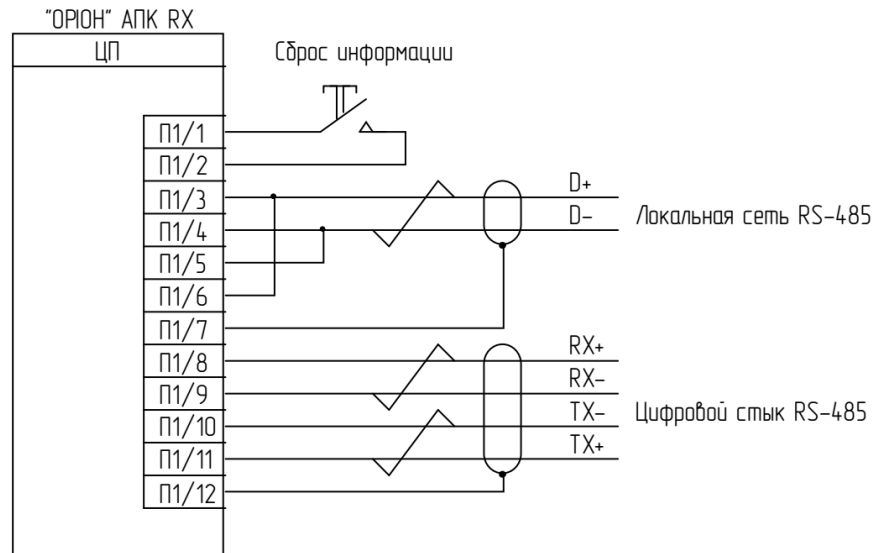 "ОРІОН" АПК RX
ЦП
Сброс информации
П1/1
П1/2
П1/3
D+
П1/4
D-
Локальная сеть RS-485
П1/5
П1/6
П1/7
П1/8
RX+
П1/9
RX-
П1/10
TX-
Цифровой стык RS-485
П1/11
TX+
П1/12